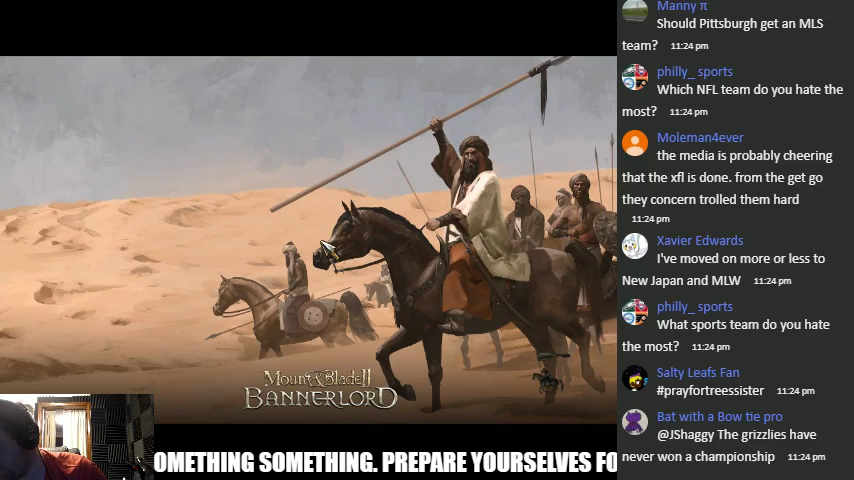 Manny π
Should Pittsburgh get an MLS
team? 11:24 pm
philly_ sports
Which NFL team do you hate the
most? 11:24 pm
Moleman4ever
the media is probably cheering
that the xfl is done. from the get go
they concern trolled them hard
11:24 pm
Xavier Edwards
I've moved on more or less to
New Japan and MLW 11:24 pm
philly_ sports
What sports team do you hate
the most? 11:24 pm
Salty Leafs Fan
#prayfortreessister 11:24 pm
Bat with a Bow tie pro
@JShaggy The grizzlies have
never won a championship 11:24 pm
Mount & Blade II
BANNERLORD
OMETHING SOMETHING. PREPARE YOURSELVES FO